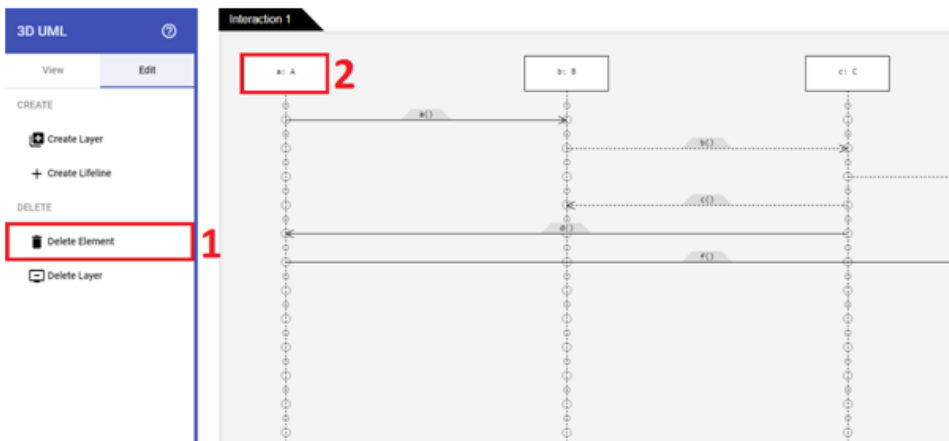 3D UML
View Edit
CREATE
Create Layer
Create Lifeline
DELETE
Delete Element
Delete Layer
1
Interaction 1
a: A
2
b: B
c: C
a()
b()
c()
d()
f()